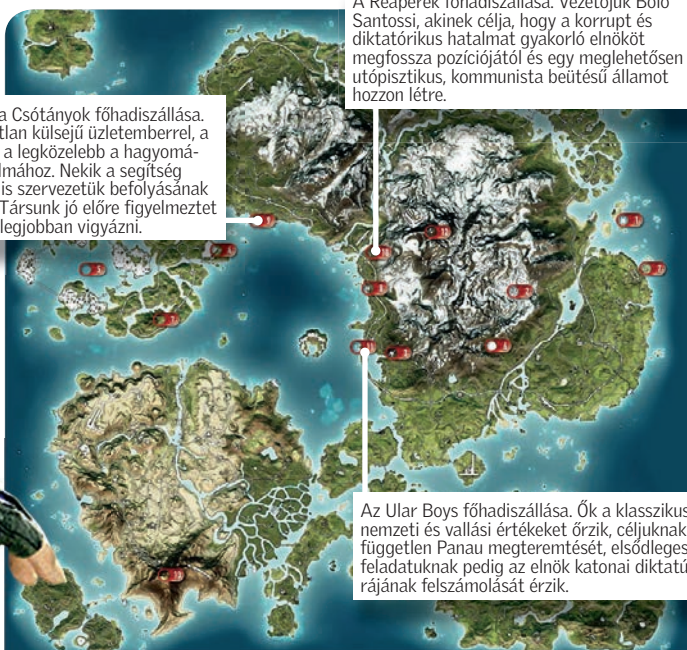 A Reaperek főhadiszállása. Vezetőjük Bolo
Santossi, akinek célja, hogy a korrupt és
diktatórikus hatalmat gyakorló elnököt
megfossza pozíciójától és egy meglehetősen
utópisztikus, kommunista beütésű államot
hozzon létre.
a Csótányok főhadiszállása.
tlan külsejű üzletemberrel, a
a legközelebb a hagyomá-
lmához. Nekik a segítség
is szervezetük befolyásának
Társunk jó előre figyelmeztet
legjobban vigyázni.
Az Ular Boys főhadiszállása. Ők a klasszikus
nemzeti és vallási értékeket őrzik, céljuknak
független Panau megteremtését, elsődleges
feladatuknak pedig az elnök katonai diktatú
rájának felszámolását érzik.